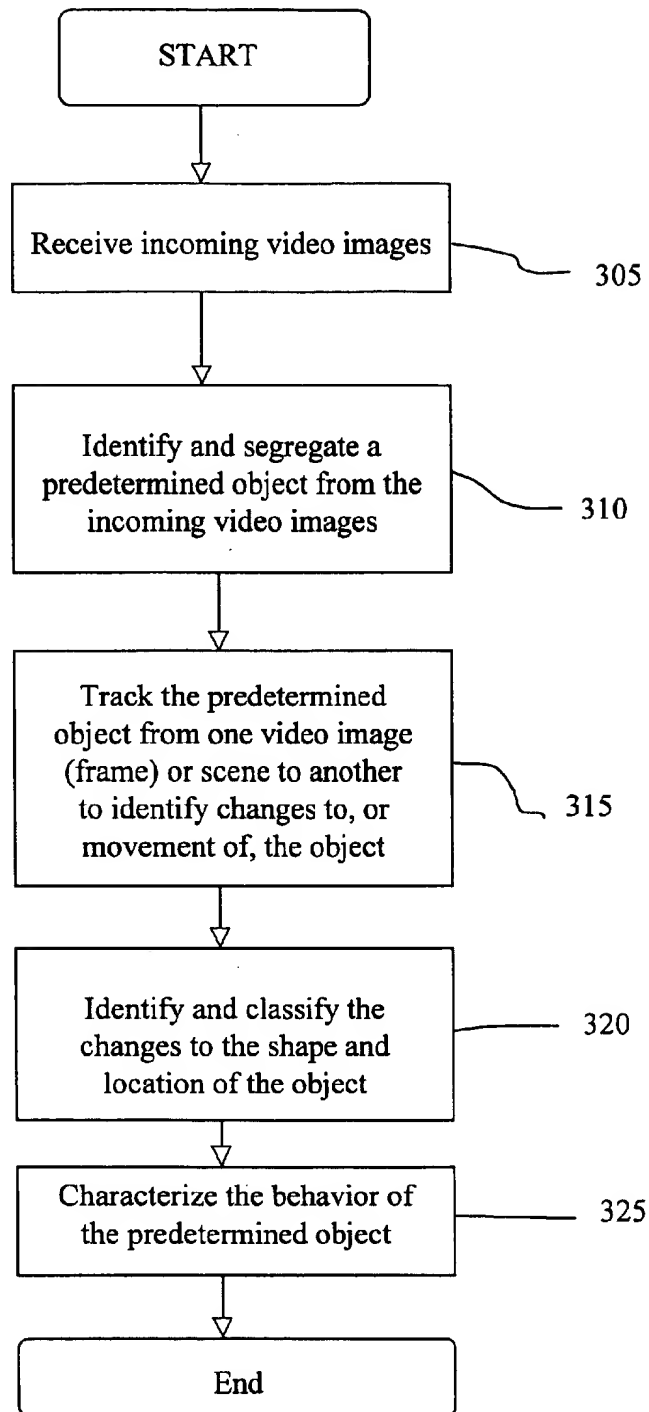 START
Receive incoming video images
305
Identify and segregate a
predetermined object from the
incoming video images
310
Track the predetermined
object from one video image
(frame) or scene to another
to identify changes to, or
movement of, the object
315
Identify and classify the
changes to the shape and
location of the object
320
Characterize the behavior of
the predetermined object
325
End